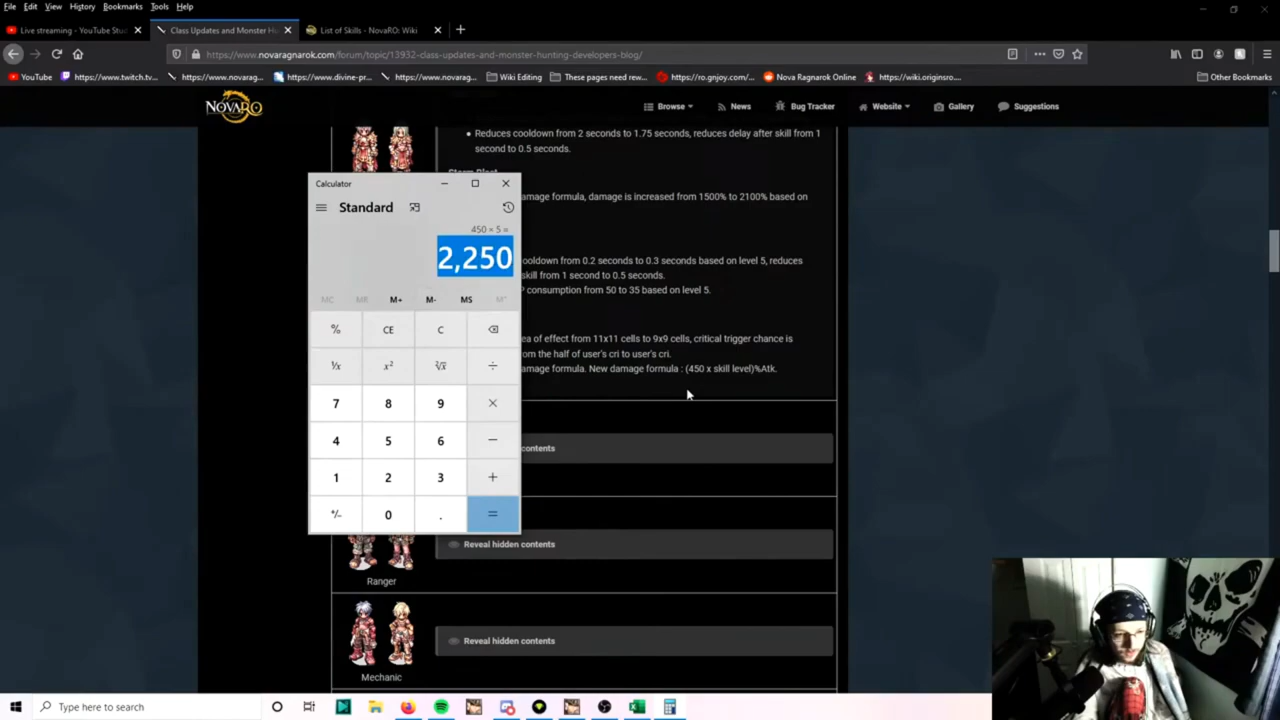 File Edit View History Bookmarks Tools Help
Live streaming - YouTube Stu
Class Updates and Monster Hu
List of Skills - NovaRO: Wiki
https://www.novaragnarok.com/forum/topic/13932-class-updates-and-monster-hunting-developers-blog/
YouTube
https://www.twitch.tv...
https://www.novarag...
https://www.divine-pr...
https://www.novarag...
Wiki Editing
These pages need rew...
https://ro.gnjoy.com/...
Nova Ragnarok Online
https://wiki.originsro....
Other Bookmarks
NOVARO
Browse
News
Bug Tracker
Website
Gallery
Suggestions
Reduces cooldown from 2 seconds to 1.75 seconds, reduces delay after skill from 1
second to 0.5 seconds.
amage formula, damage is increased from 1500% to 2100% based on
ooldown from 0.2 seconds to 0.3 seconds based on level 5, reduces
skill from 1 second to 0.5 seconds.
P consumption from 50 to 35 based on level 5.
ea of effect from 11x11 cells to 9x9 cells, critical trigger chance is
om the half of user's cri to user's cri.
amage formula. New damage formula : (450 x skill level)%Atk.
Calculator
Standard
450 × 5 =
2,250
MC MR M+ M- MS M˅
% CE C
¹/x x² ²√x ÷
7 8 9 ×
4 5 6 −
1 2 3 +
+/- 0 . =
contents
Reveal hidden contents
Ranger
Reveal hidden contents
Mechanic
Type here to search